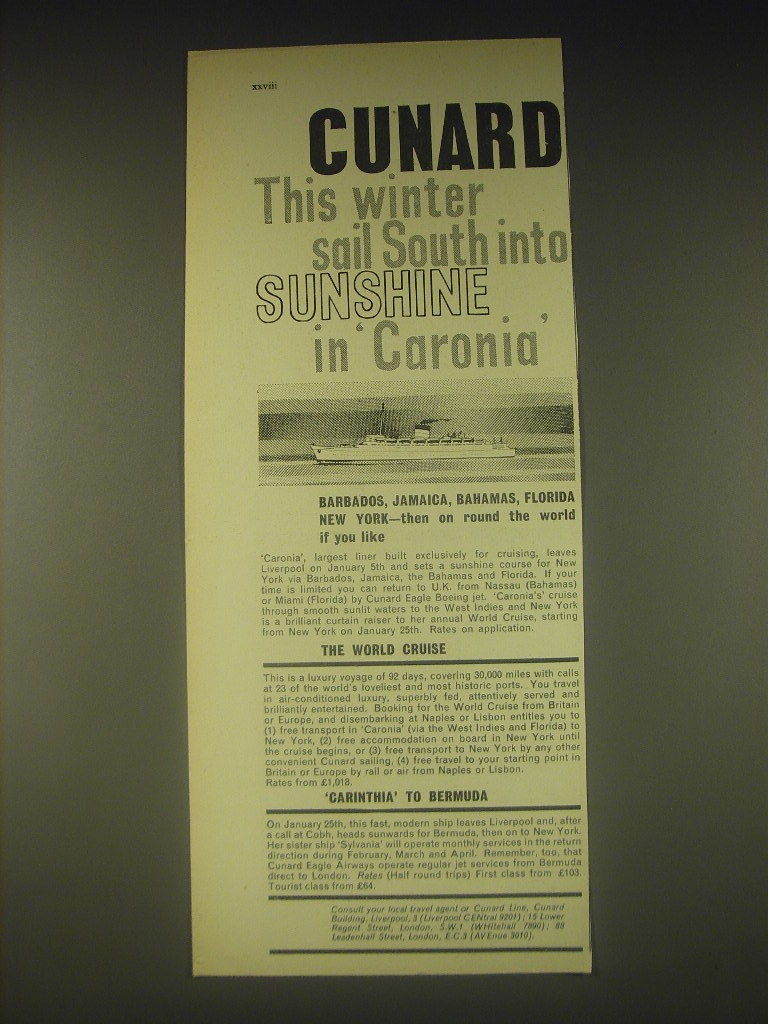 xxviii
CUNARD
This winter
sail South into
SUNSHINE
in 'Caronia'
BARBADOS, JAMAICA, BAHAMAS, FLORIDA
NEW YORK—then on round the world
if you like
'Caronia', largest liner built exclusively for cruising, leaves
Liverpool on January 5th and sets a sunshine course for New
York via Barbados, Jamaica, the Bahamas and Florida. If your
time is limited you can return to U.K. from Nassau (Bahamas)
or Miami (Florida) by Cunard Eagle Boeing jet. 'Caronia's' cruise
through smooth sunlit waters to the West Indies and New York
is a brilliant curtain raiser to her annual World Cruise, starting
from New York on January 25th. Rates on application.
THE WORLD CRUISE
This is a luxury voyage of 92 days, covering 30,000 miles with calls
at 23 of the world's loveliest and most historic ports. You travel
in air-conditioned luxury, superbly fed, attentively served and
brilliantly entertained. Booking for the World Cruise from Britain
or Europe, and disembarking at Naples or Lisbon entitles you to
(1) free transport in 'Caronia' (via the West Indies and Florida) to
New York, (2) free accommodation on board in New York until
the cruise begins, or (3) free transport to New York by any other
convenient Cunard sailing, (4) free travel to your starting point in
Britain or Europe by rail or air from Naples or Lisbon.
Rates from £1,018.
'CARINTHIA' TO BERMUDA
On January 25th, this fast, modern ship leaves Liverpool and, after
a call at Cobh, heads sunwards for Bermuda, then on to New York.
Her sister ship 'Sylvania' will operate monthly services in the return
direction during February, March and April. Remember, too, that
Cunard Eagle Airways operate regular jet services from Bermuda
direct to London. Rates (Half round trips) First class from £103.
Tourist class from £64.
Consult your local travel agent or Cunard Line, Cunard
Building, Liverpool, 3 (Liverpool CENtral 9201); 15 Lower
Regent Street, London, S.W.1 (WHItehall 7890); 88
Leadenhall Street, London, E.C.3 (AVEnue 3010).